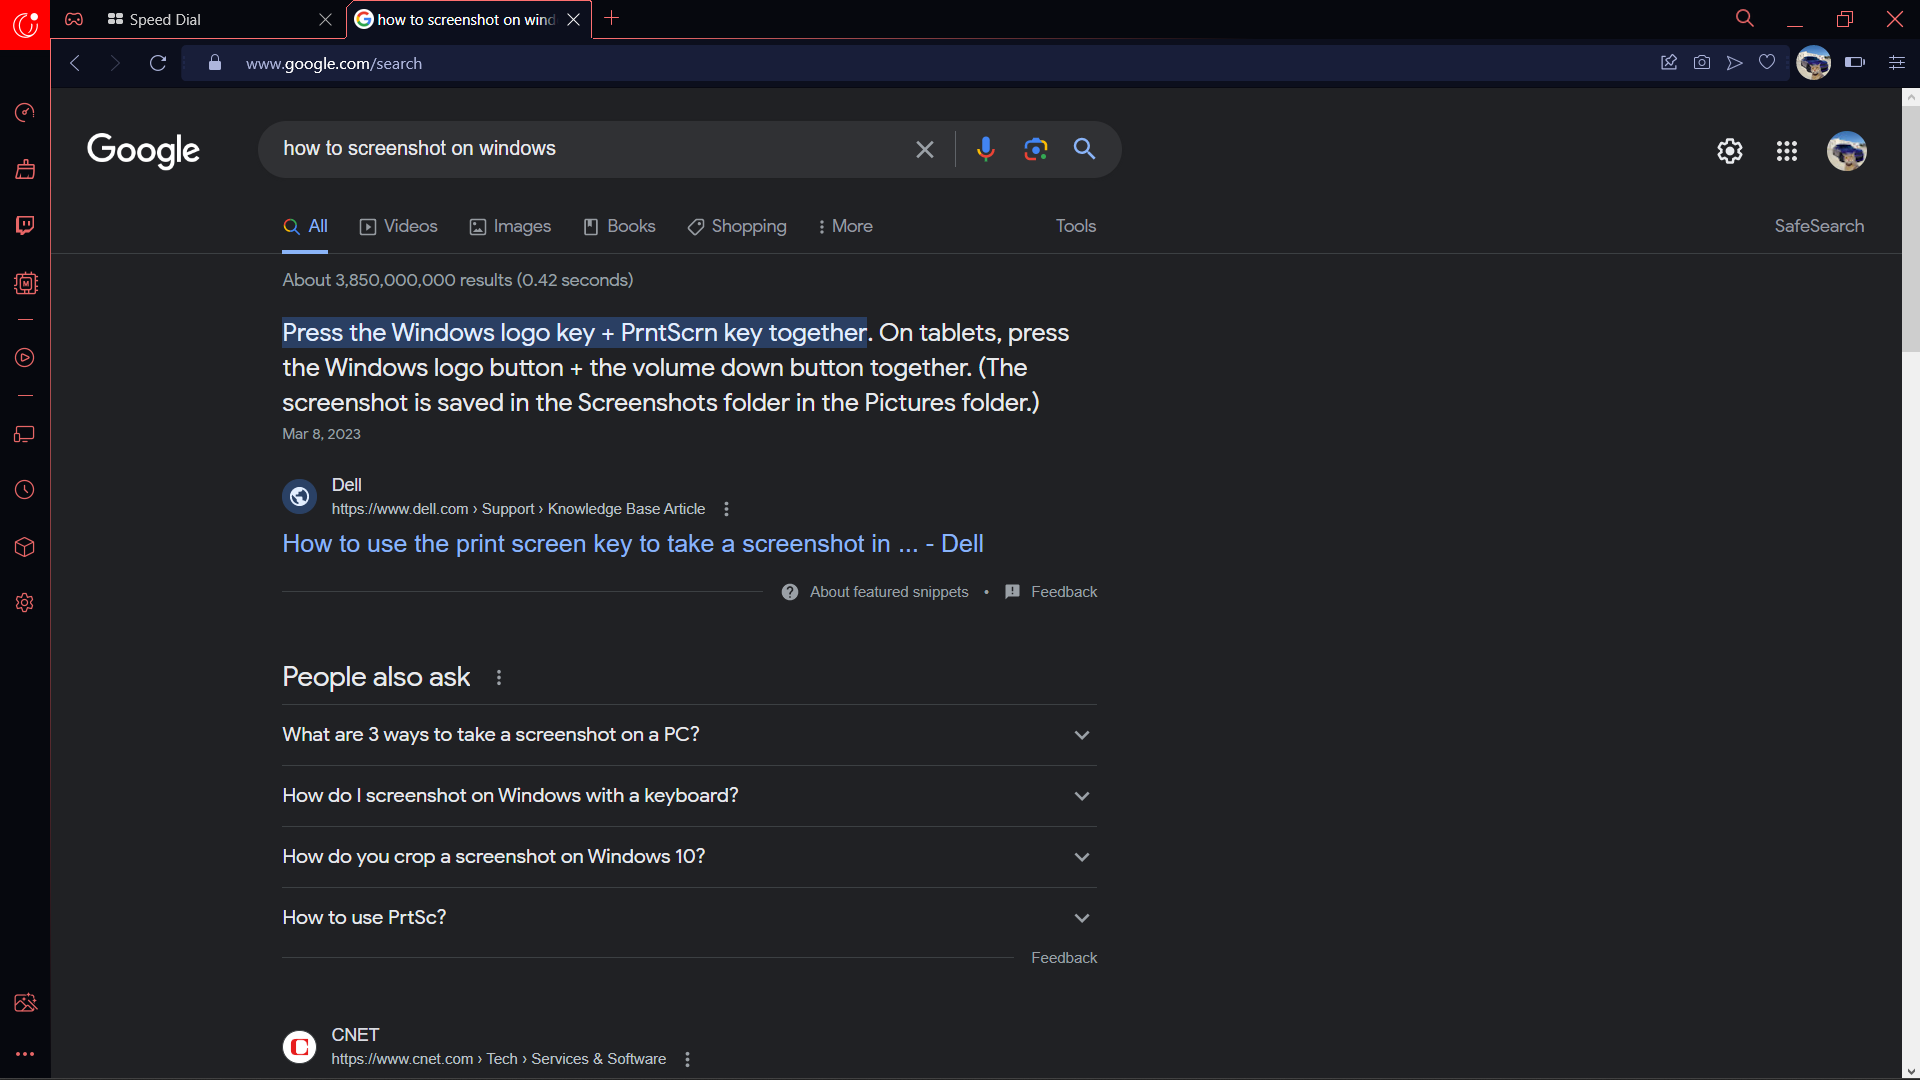 Speed Dial
how to screenshot on wind
www.google.com/search
Google
how to screenshot on windows
All Videos Images Books Shopping More Tools SafeSearch
About 3,850,000,000 results (0.42 seconds)
Press the Windows logo key + PrntScrn key together. On tablets, press
the Windows logo button + the volume down button together. (The
screenshot is saved in the Screenshots folder in the Pictures folder.)
Mar 8, 2023
Dell
https://www.dell.com › Support › Knowledge Base Article
How to use the print screen key to take a screenshot in ... - Dell
About featured snippets • Feedback
People also ask
What are 3 ways to take a screenshot on a PC?
How do I screenshot on Windows with a keyboard?
How do you crop a screenshot on Windows 10?
How to use PrtSc?
Feedback
CNET
https://www.cnet.com › Tech › Services & Software